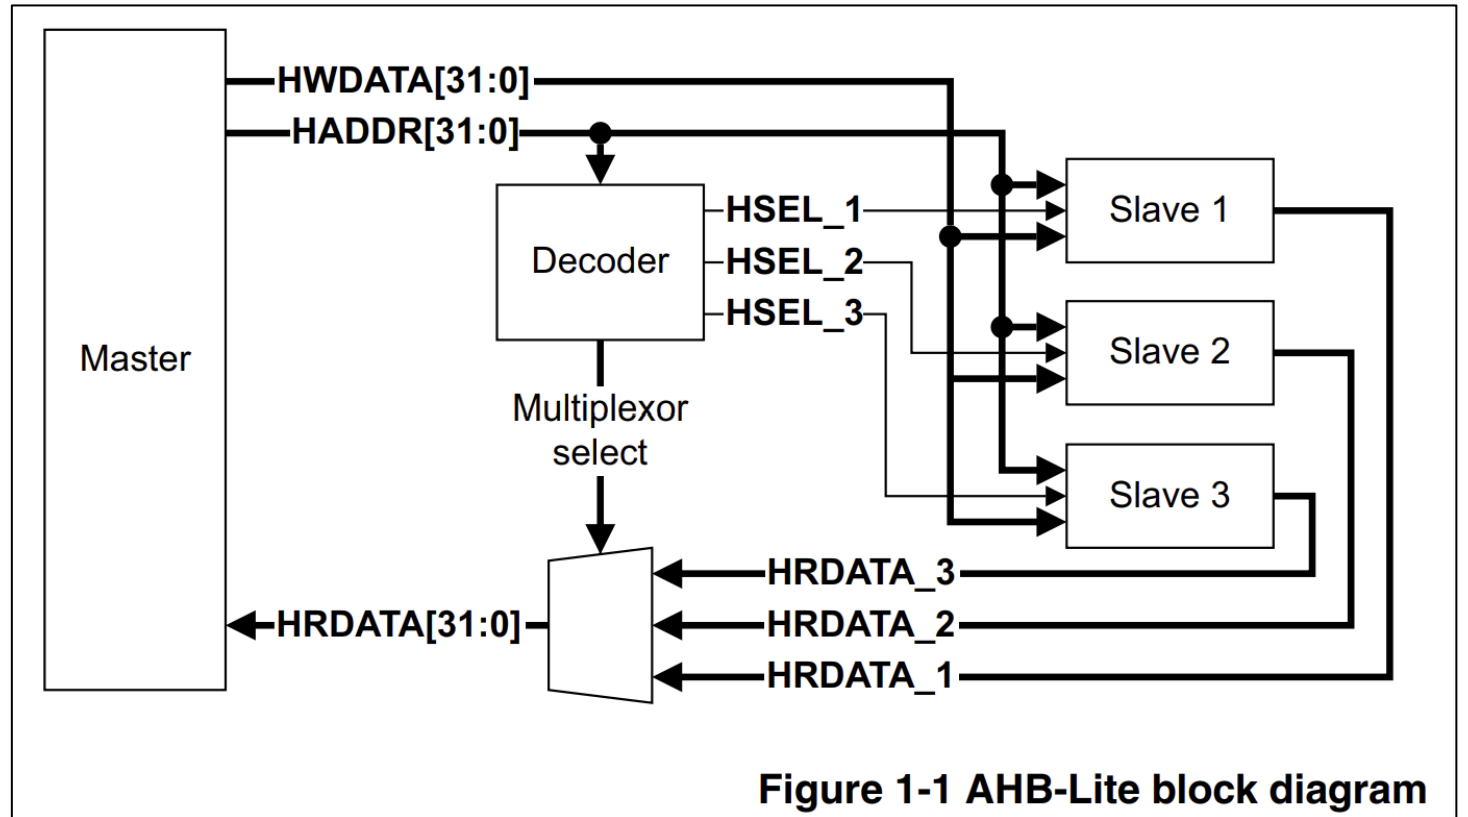 HWDATA[31:0]
HADDR[31:0]
HSEL_1
Slave 1
Decoder
HSEL_2
HSEL_3
Master
Slave 2
Multiplexor
select
Slave 3
HRDATA_3
HRDATA[31:0]
HRDATA_2
HRDATA_1
Figure 1-1 AHB-Lite block diagram